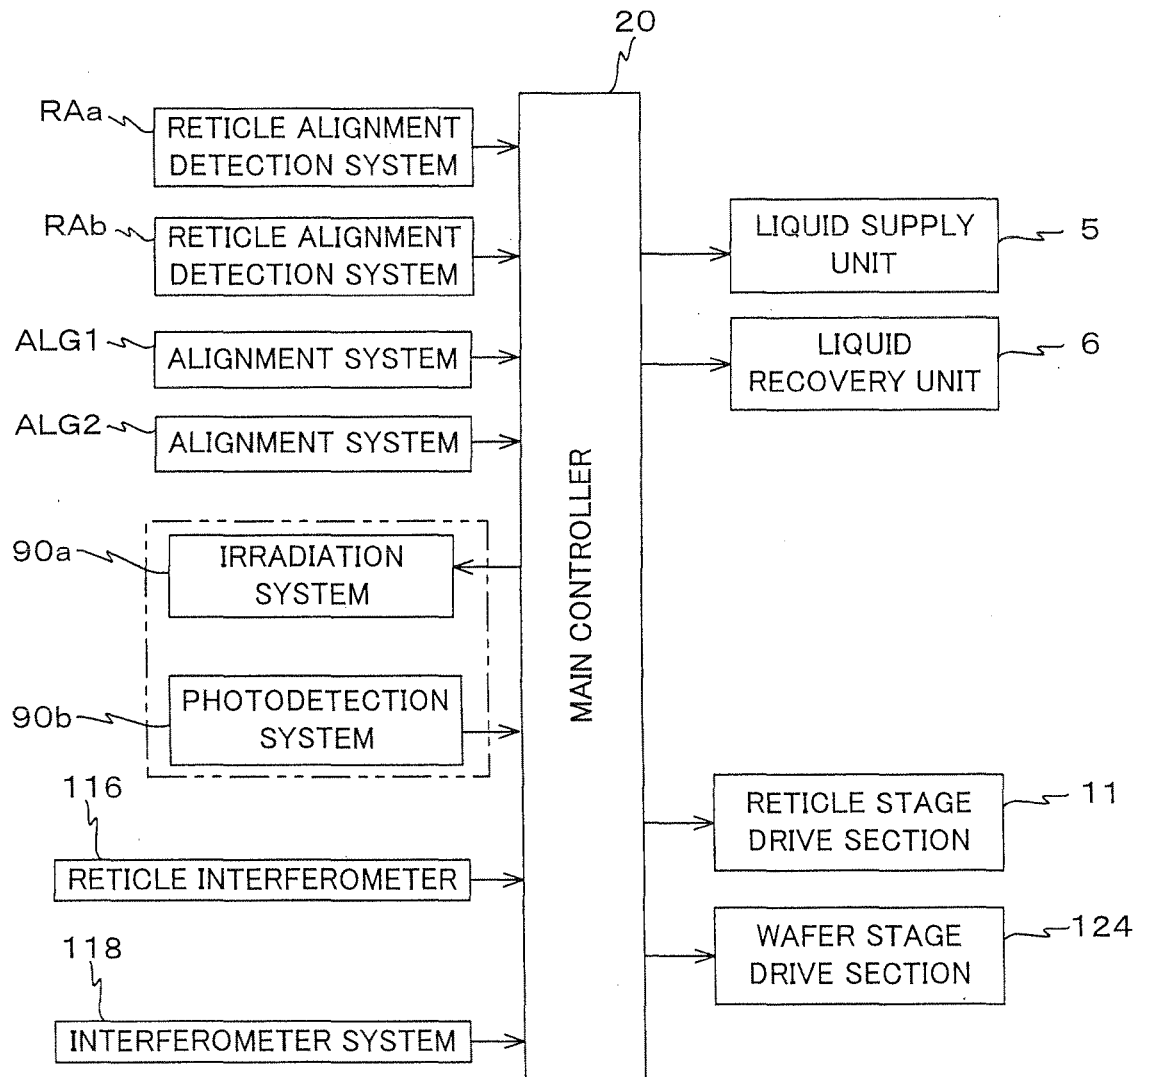 20
RAa
RETICLE ALIGNMENT
DETECTION SYSTEM
RAb
RETICLE ALIGNMENT
DETECTION SYSTEM
ALG1
ALIGNMENT SYSTEM
ALG2
ALIGNMENT SYSTEM
90a
IRRADIATION
SYSTEM
90b
PHOTODETECTION
SYSTEM
116
RETICLE INTERFEROMETER
118
INTERFEROMETER SYSTEM
MAIN CONTROLLER
LIQUID SUPPLY
UNIT
5
LIQUID
RECOVERY UNIT
6
RETICLE STAGE
DRIVE SECTION
11
WAFER STAGE
DRIVE SECTION
124